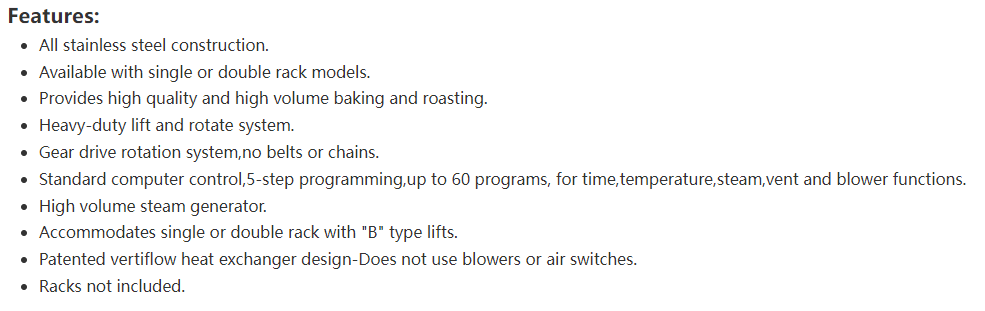 Features:
All stainless steel construction.
Available with single or double rack models.
Provides high quality and high volume baking and roasting.
Heavy-duty lift and rotate system.
Gear drive rotation system,no belts or chains.
Standard computer control,5-step programming,up to 60 programs, for time,temperature,steam,vent and blower functions.
High volume steam generator.
Accommodates single or double rack with "B" type lifts.
Patented vertiflow heat exchanger design-Does not use blowers or air switches.
Racks not included.